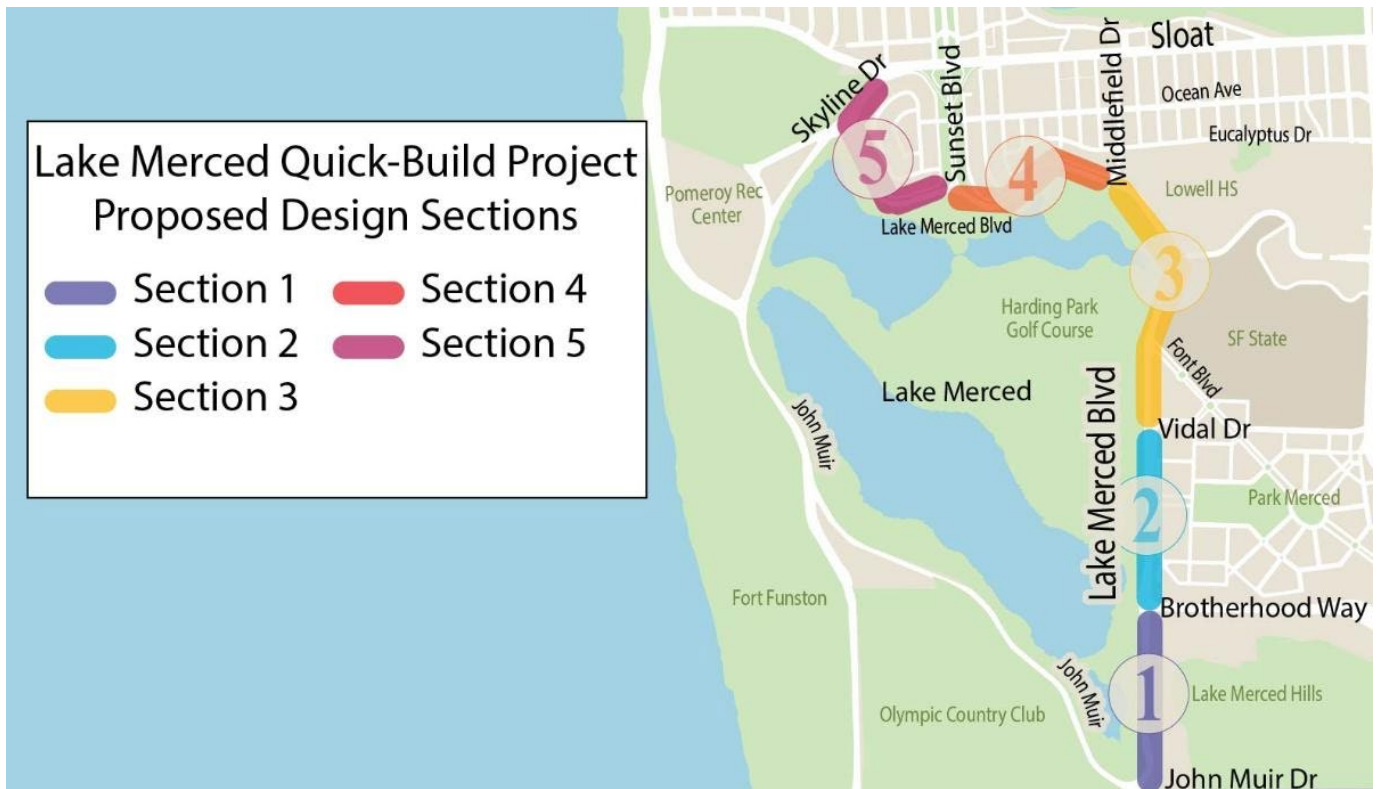 Lake Merced Quick-Build Project
Proposed Design Sections
Section 1
Section 4
Section 2
Section 5
Section 3
Sloat
Skyline Dr
Sunset Blvd
Middlefield Dr
Ocean Ave
Eucalyptus Dr
5
4
Pomeroy Rec
Center
Lowell HS
Lake Merced Blvd
3
Harding Park
Golf Course
SF State
Font Blvd
Lake Merced
Lake Merced Blvd
John Muir
Vidal Dr
2
Park Merced
Fort Funston
Brotherhood Way
John Muir
1
Lake Merced Hills
Olympic Country Club
John Muir Dr